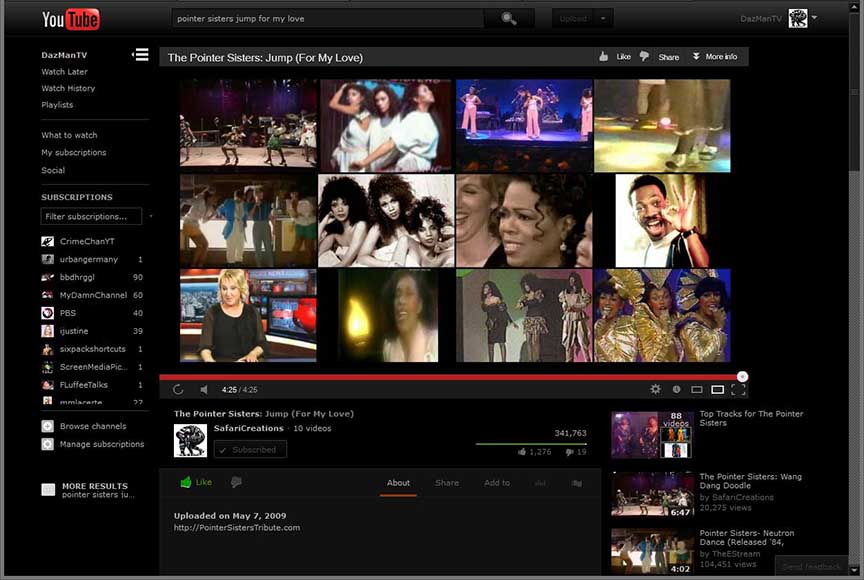 YouTube
pointer sisters jump for my love
Upload
DazManTV
DazManTV
Watch Later
Watch History
Playlists
What to watch
My subscriptions
Social
SUBSCRIPTIONS
Filter subscriptions...
CrimeChanYT
urbangermany 1
bbdhrggl 90
MyDamnChannel 60
PBS 40
ijustine 39
sixpackshortcuts 1
ScreenMediaPic... 1
FLuffeeTalks 1
mmlacerte 27
Browse channels
Manage subscriptions
MORE RESULTS
pointer sisters ju...
The Pointer Sisters: Jump (For My Love)
Like
Share
More info
4:25 / 4:25
The Pointer Sisters: Jump (For My Love)
SafariCreations · 10 videos
Subscribed
341,763
1,276 19
Like
About
Share
Add to
Uploaded on May 7, 2009
http://PointerSistersTribute.com
88
videos
Top Tracks for The Pointer
Sisters
6:47
The Pointer Sisters: Wang
Dang Doodle
by SafariCreations
20,275 views
4:02
Pointer Sisters- Neutron
Dance (Released '84,
by TheEStream
104,451 views
Send feedback